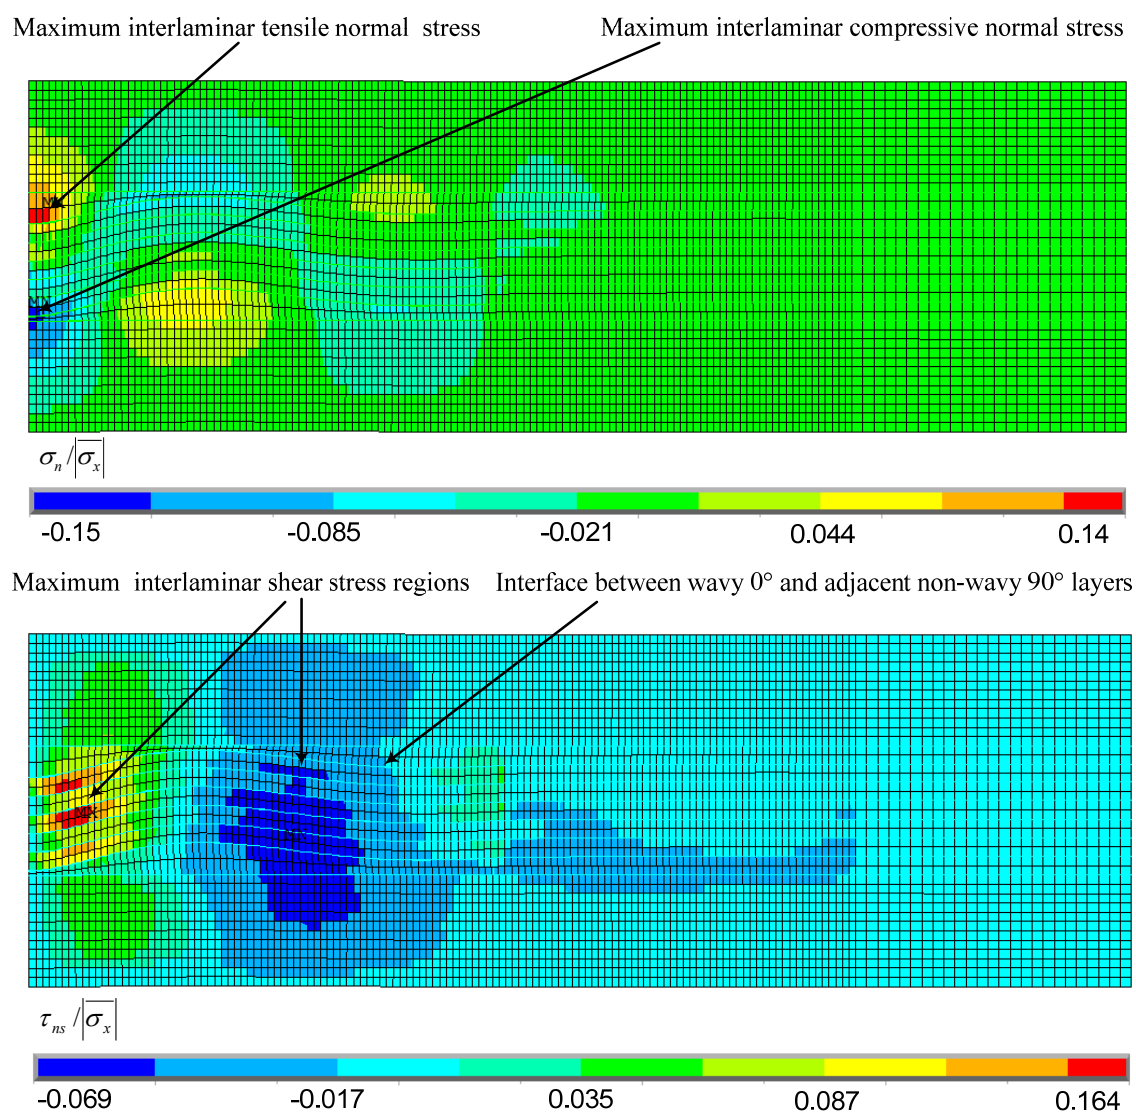 Maximum interlaminar tensile normal stress
Maximum interlaminar compressive normal stress
M
MX
σn/|σx|
-0.15 -0.085 -0.021 0.044 0.14
Maximum interlaminar shear stress regions
Interface between wavy 0° and adjacent non-wavy 90° layers
MX
τns/|σx|
-0.069 -0.017 0.035 0.087 0.164